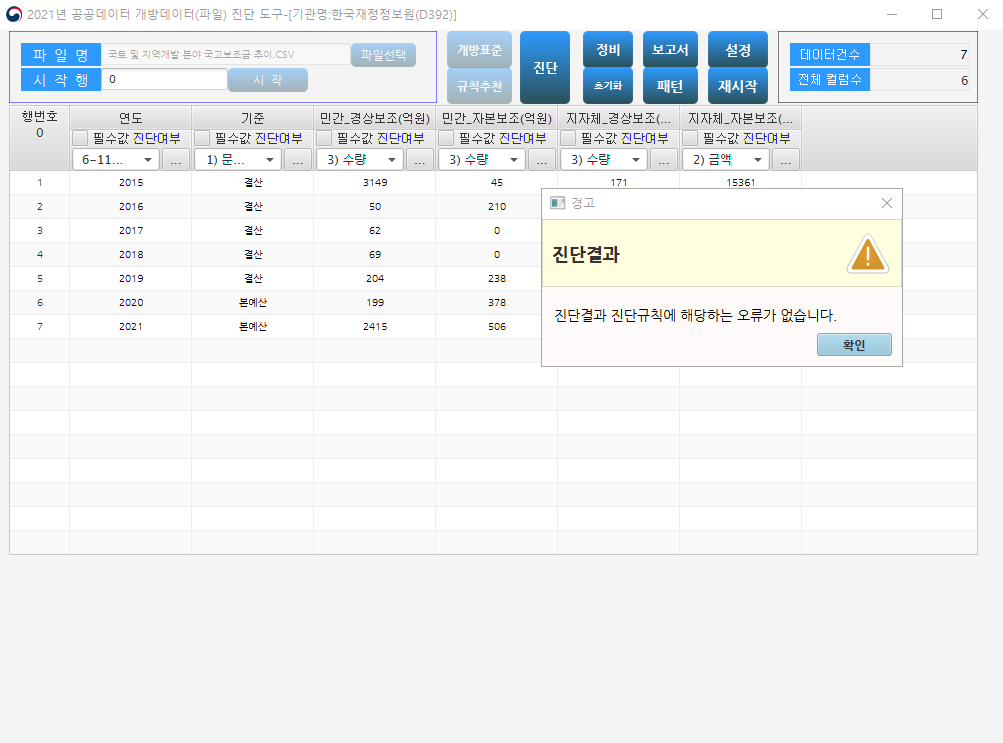 2021년 공공데이터 개방데이터(파일) 진단 도구-[기관명:한국재정정보원(D392)]
파 일 명 국토 및 지역개발 분야 국고보조금 추이.CSV 파일선택
시 작 행 0 시 작
개방표준 진단 정비 보고서 설정
규칙추천 초기화 패턴 재시작
데이터건수 7
전체 컬럼수 6
행번호 연도 기준 민간_경상보조(억원) 민간_자본보조(억원) 지자체_경상보조(... 지자체_자본보조(...
0 필수값 진단여부 필수값 진단여부 필수값 진단여부 필수값 진단여부 필수값 진단여부 필수값 진단여부
6-11... ... 1) 문... ... 3) 수량 ... 3) 수량 ... 3) 수량 ... 2) 금액 ...
1 2015 결산 3149 45 171 15361
2 2016 결산 50 210
3 2017 결산 62 0
4 2018 결산 69 0
5 2019 결산 204 238
6 2020 본예산 199 378
7 2021 본예산 2415 506
경고
진단결과
진단결과 진단규칙에 해당하는 오류가 없습니다.
확인